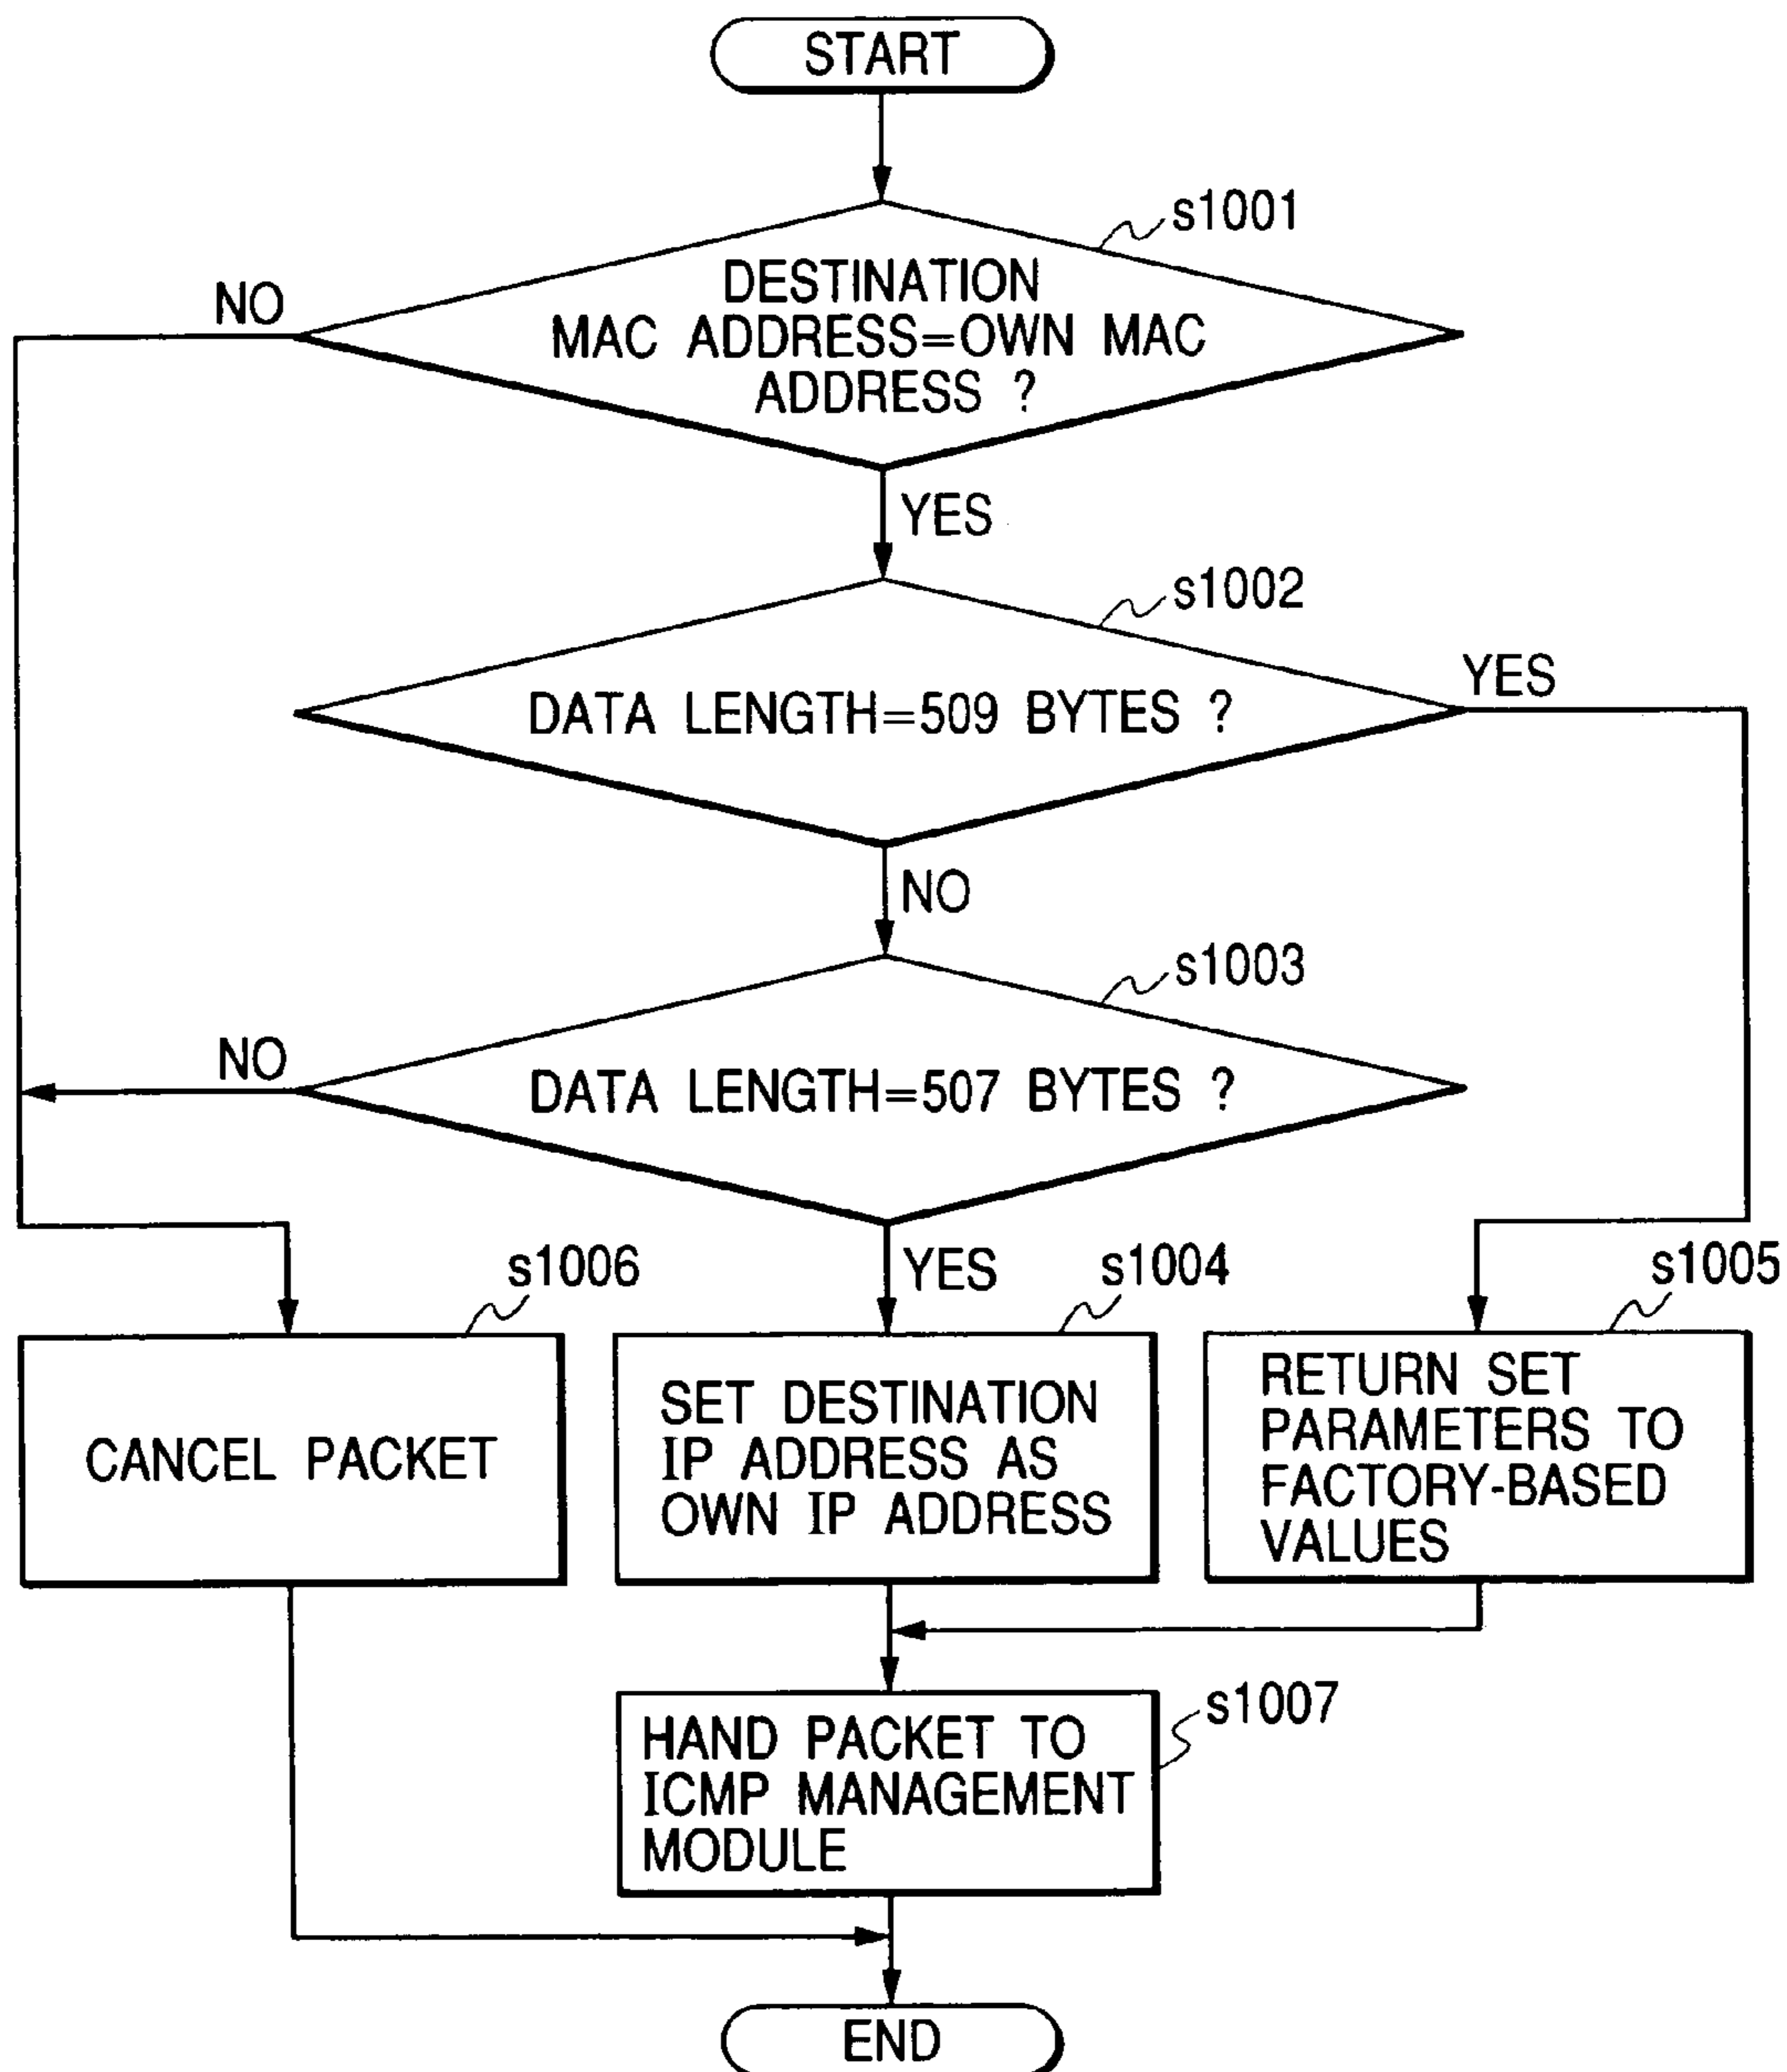 START
s1001
NO
DESTINATION
MAC ADDRESS=OWN MAC
ADDRESS ?
YES
s1002
YES
DATA LENGTH=509 BYTES ?
NO
s1003
NO
DATA LENGTH=507 BYTES ?
YES
s1006
s1004
s1005
CANCEL PACKET
SET DESTINATION
IP ADDRESS AS
OWN IP ADDRESS
RETURN SET
PARAMETERS TO
FACTORY-BASED
VALUES
s1007
HAND PACKET TO
ICMP MANAGEMENT
MODULE
END